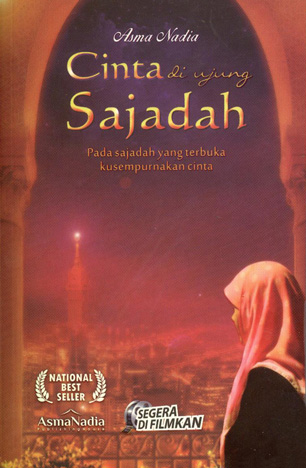 Asma Nadia
Cinta di ujung
Sajadah
Pada sajadah yang terbuka
kusempurnakan cinta
NATIONAL
BEST
SELLER
AsmaNadia
SEGERA
DI FILMKAN